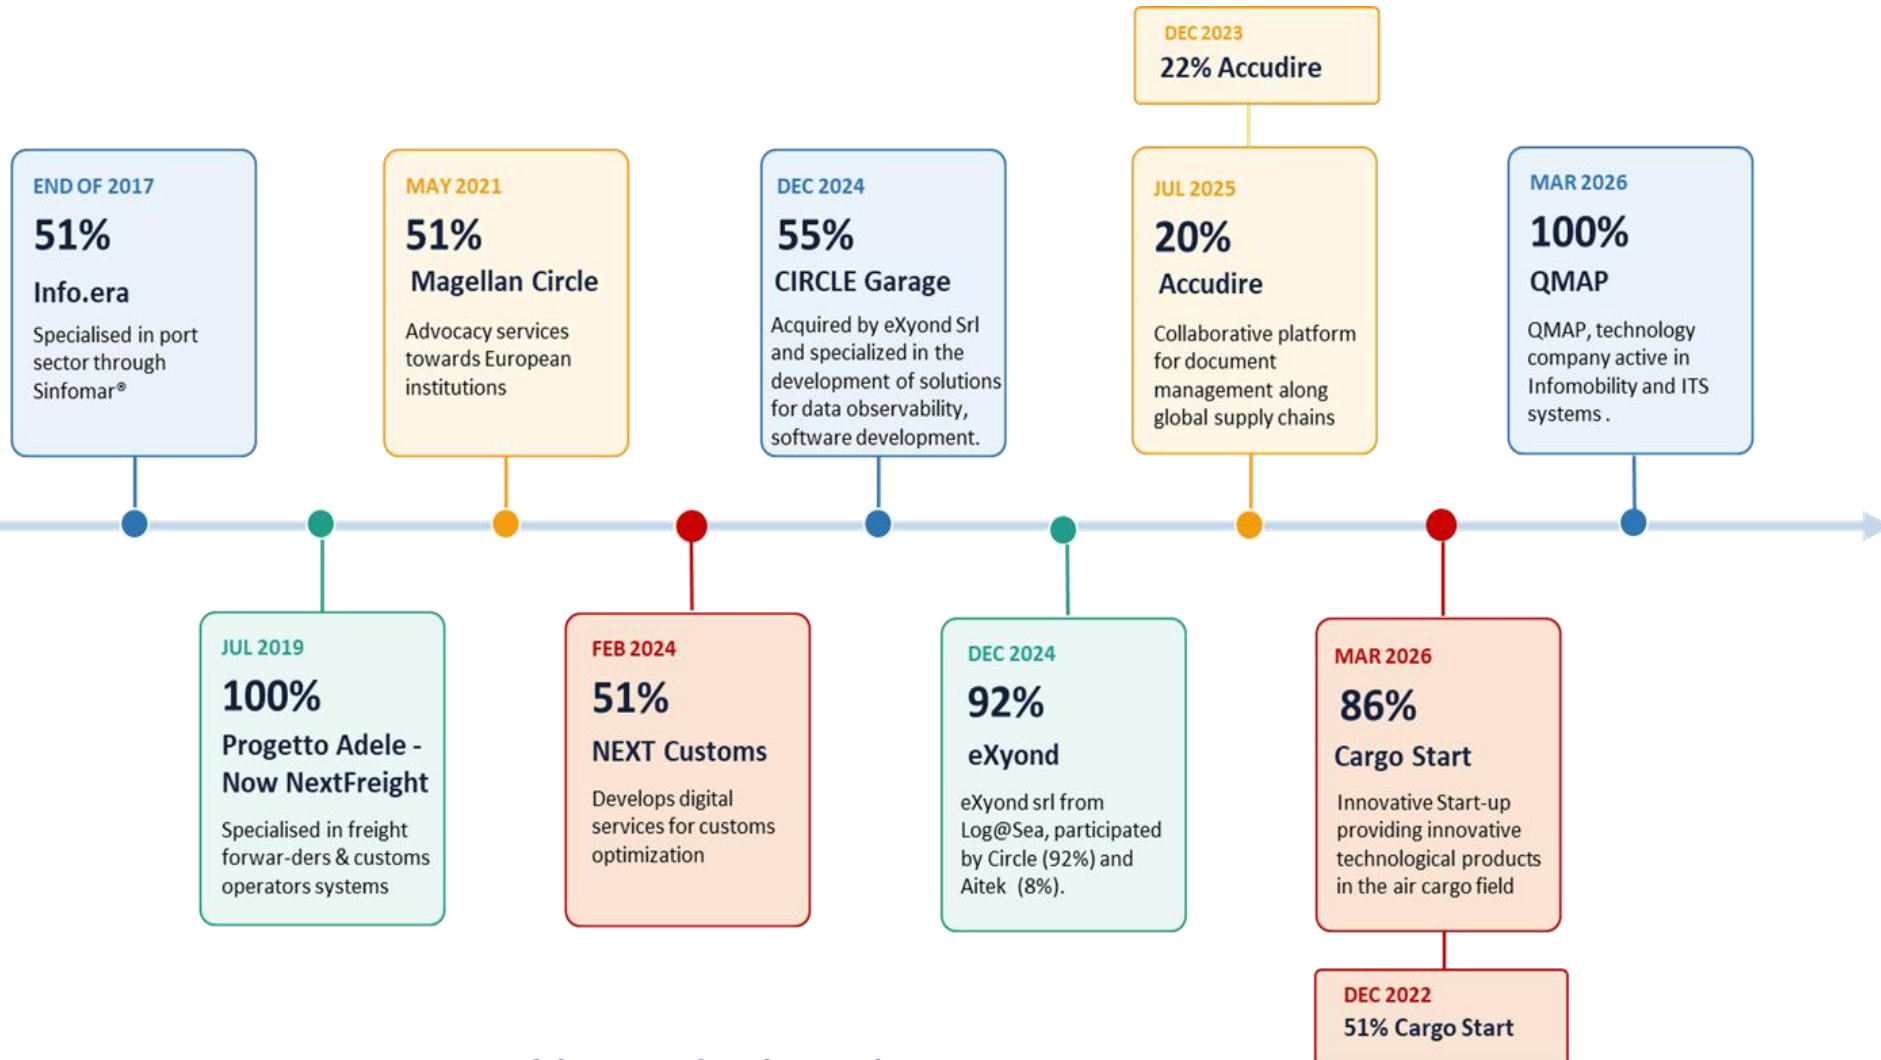 DEC 2023
22% Accudire
END OF 2017
51%
Info.era
Specialised in port
sector through
Sinfomar®
MAY 2021
51%
Magellan Circle
Advocacy services
towards European
institutions
DEC 2024
55%
CIRCLE Garage
Acquired by eXyond Srl
and specialized in the
development of solutions
for data observability,
software development.
JUL 2025
20%
Accudire
Collaborative platform
for document
management along
global supply chains
MAR 2026
100%
QMAP
QMAP, technology
company active in
Infomobility and ITS
systems .
JUL 2019
100%
Progetto Adele -
Now NextFreight
Specialised in freight
forwar-ders & customs
operators systems
FEB 2024
51%
NEXT Customs
Develops digital
services for customs
optimization
DEC 2024
92%
eXyond
eXyond srl from
Log@Sea, participated
by Circle (92%) and
Aitek (8%).
MAR 2026
86%
Cargo Start
Innovative Start-up
providing innovative
technological products
in the air cargo field
DEC 2022
51% Cargo Start